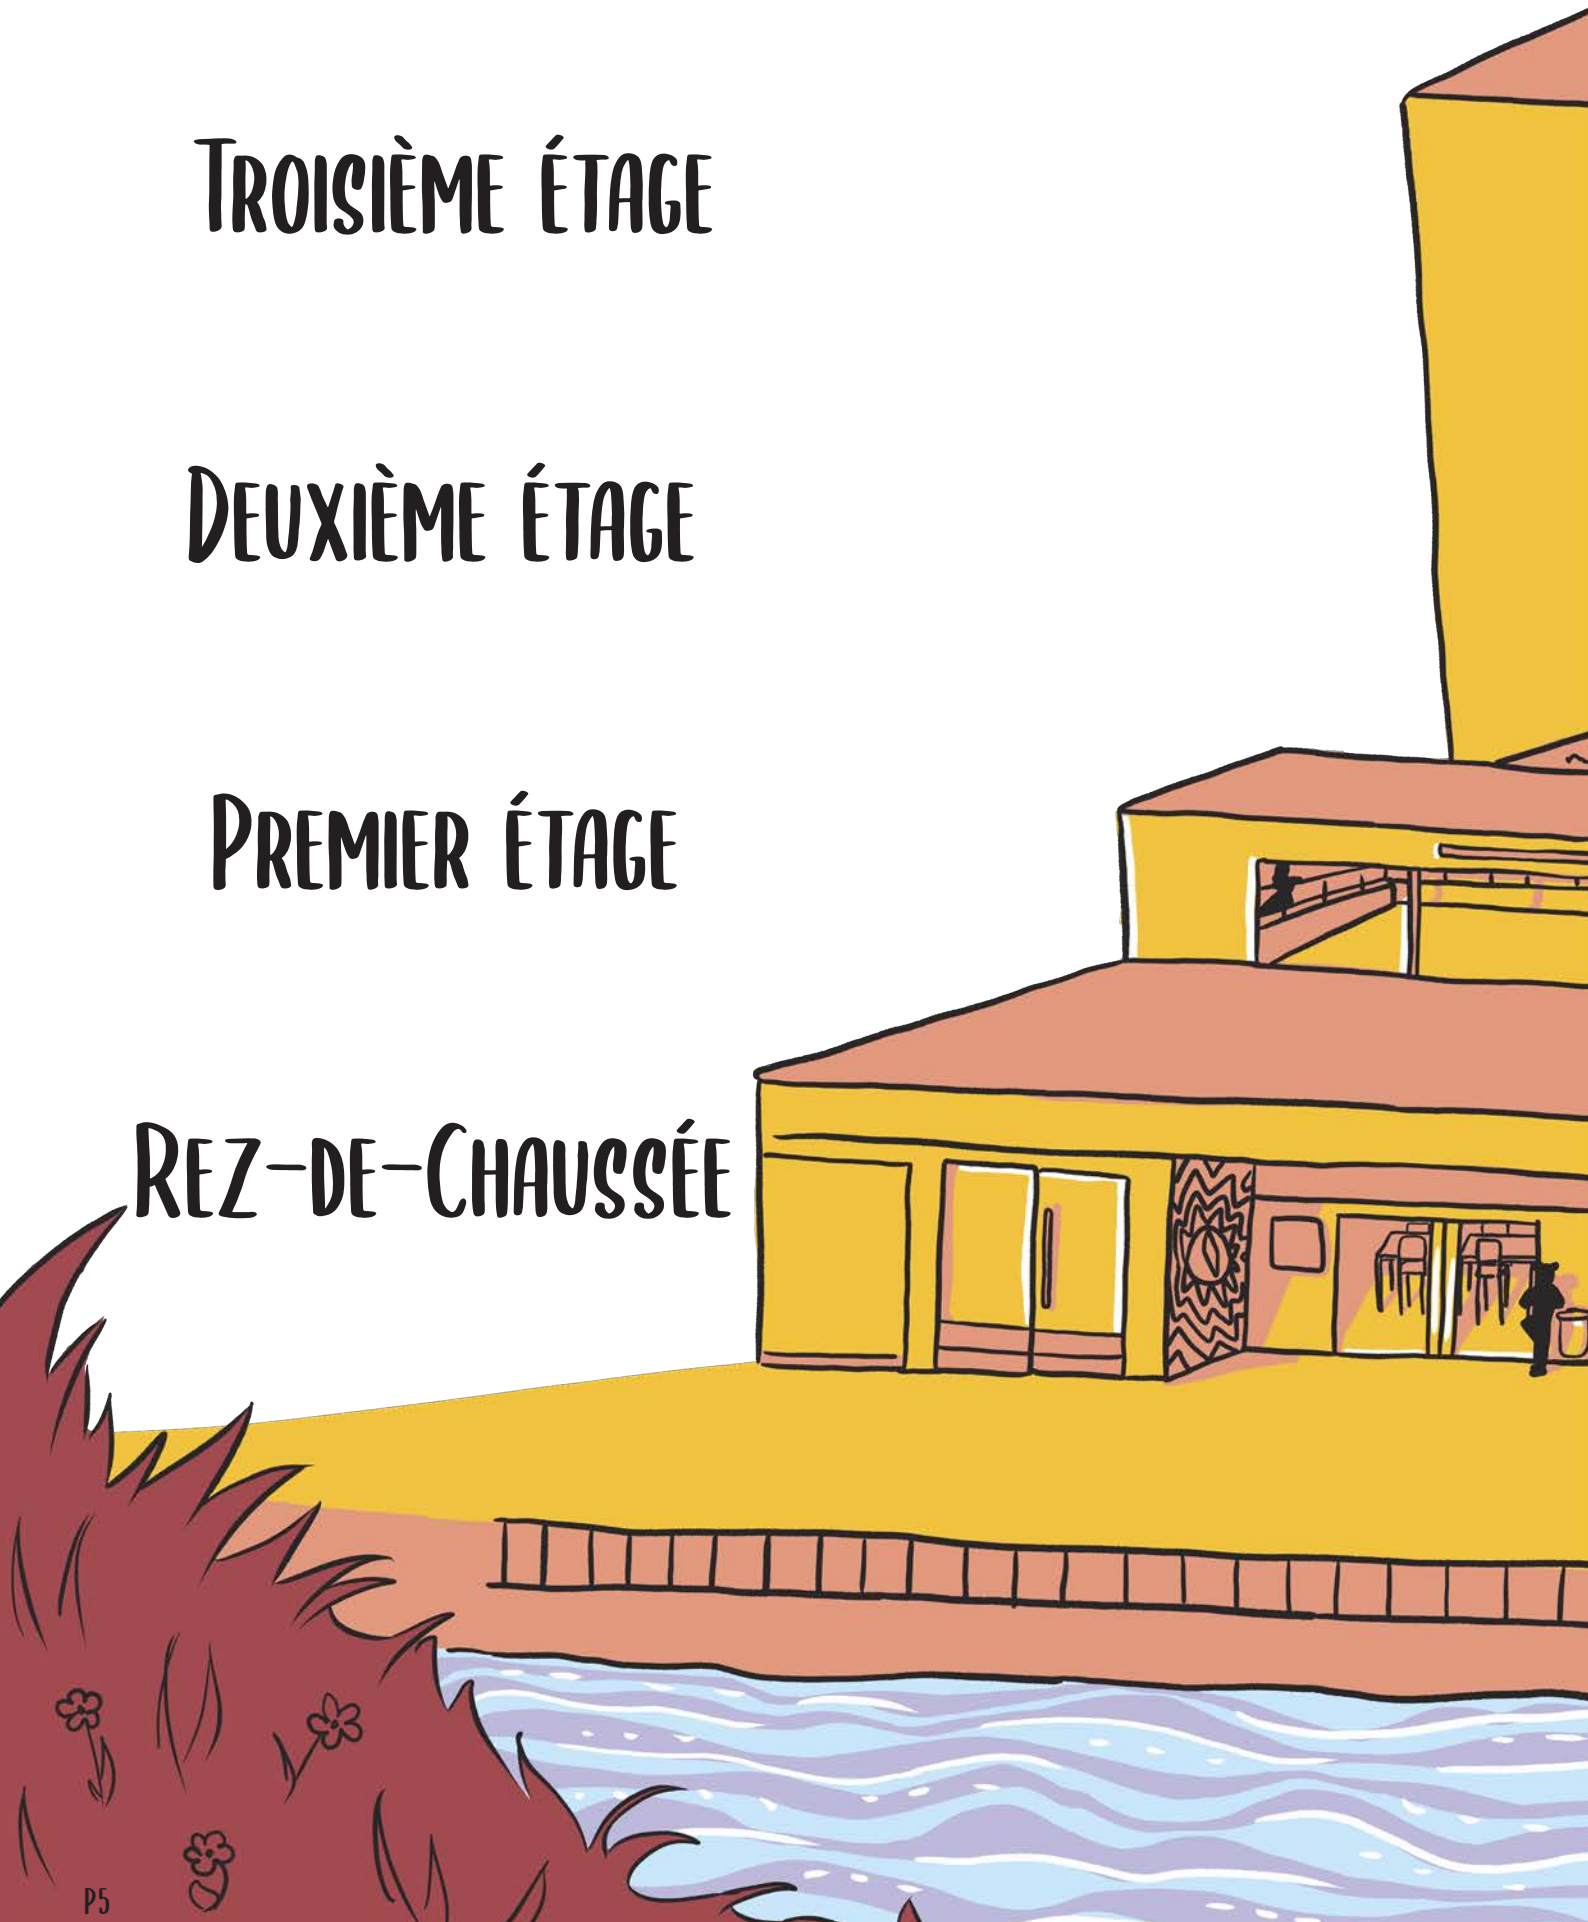 Troisième étage
Deuxième étage
Premier étage
Rez-de-Chaussée
P5